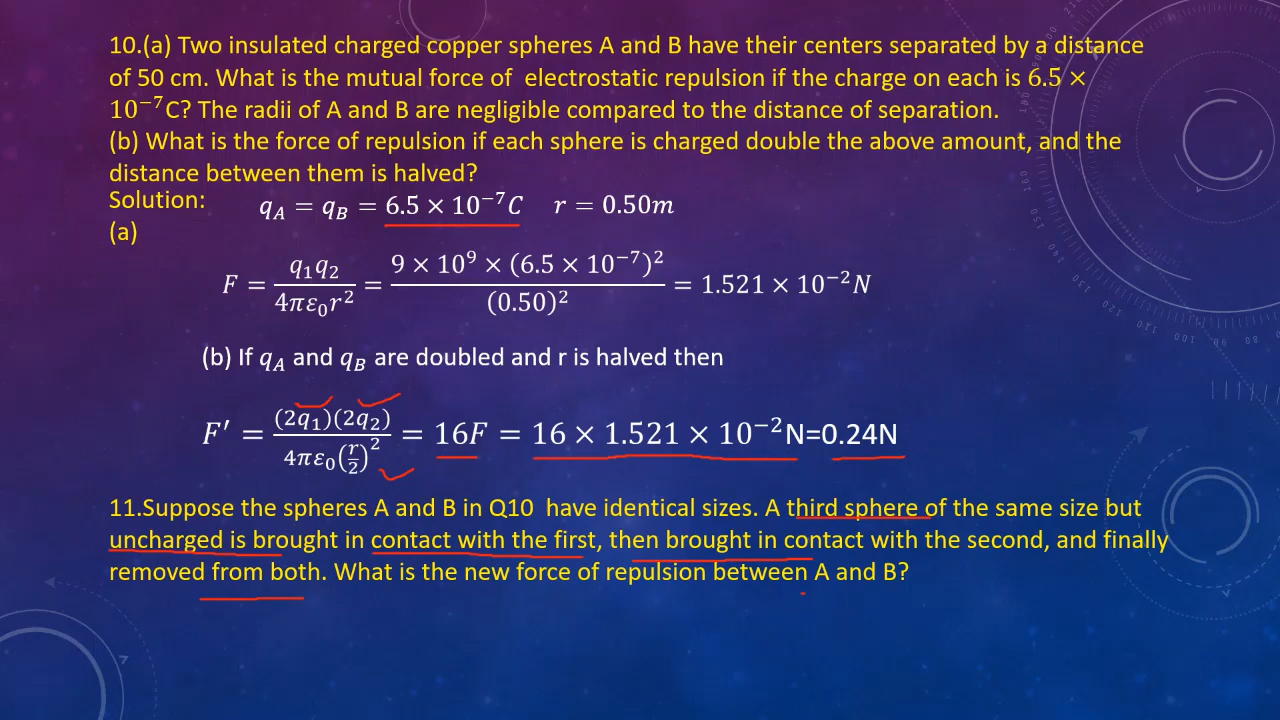 10.(a) Two insulated charged copper spheres A and B have their centers separated by a distance
of 50 cm. What is the mutual force of electrostatic repulsion if the charge on each is 6.5 ×
10⁻⁷C? The radii of A and B are negligible compared to the distance of separation.
(b) What is the force of repulsion if each sphere is charged double the above amount, and the
distance between them is halved?
Solution: q_A = q_B = 6.5 × 10⁻⁷C r = 0.50m
(a)
F = q₁q₂/4πε₀r² = 9 × 10⁹ × (6.5 × 10⁻⁷)²/(0.50)² = 1.521 × 10⁻²N
(b) If q_A and q_B are doubled and r is halved then
F′ = (2q₁)(2q₂)/4πε₀(r/2)² = 16F = 16 × 1.521 × 10⁻²N=0.24N
11.Suppose the spheres A and B in Q10 have identical sizes. A third sphere of the same size but
uncharged is brought in contact with the first, then brought in contact with the second, and finally
removed from both. What is the new force of repulsion between A and B?